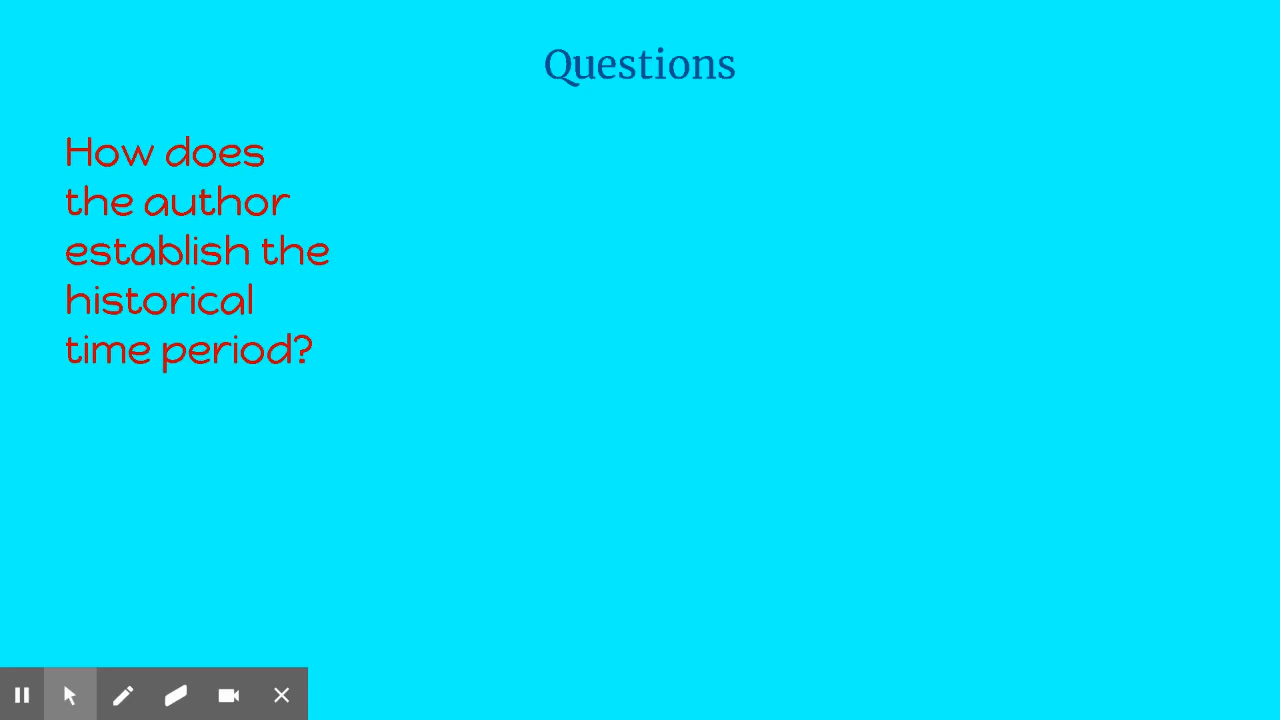 Questions
How does
the author
establish the
historical
time period?